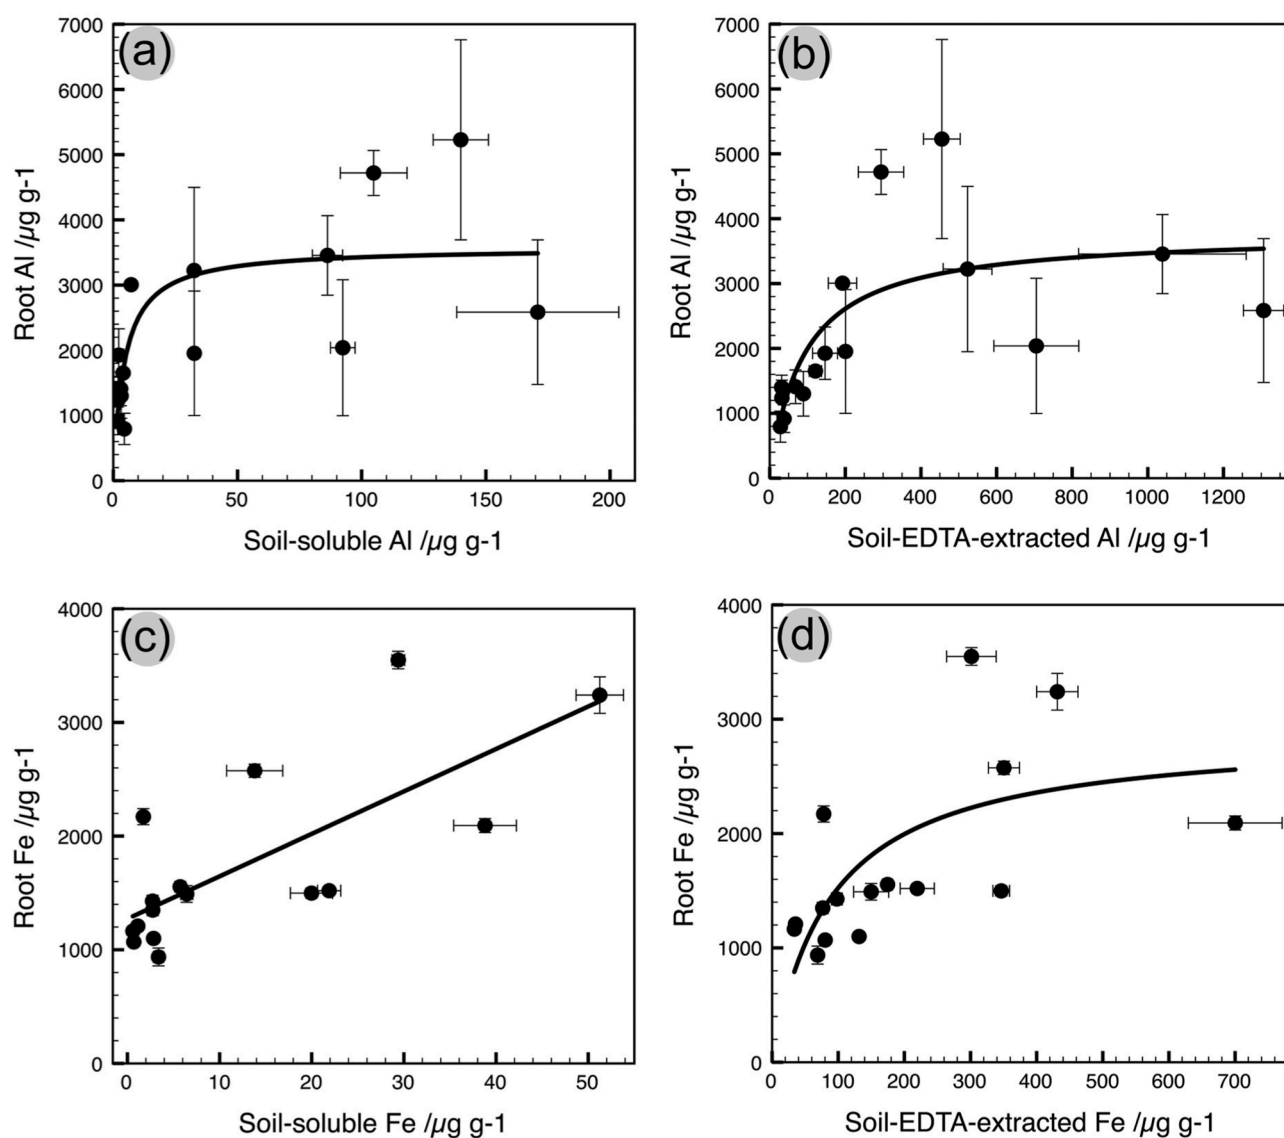 (a)
7000
6000
5000
4000
3000
2000
1000
0
Root Al /µg g-1
0 50 100 150 200
Soil-soluble Al /µg g-1
(b)
7000
6000
5000
4000
3000
2000
1000
0
Root Al /µg g-1
0 200 400 600 800 1000 1200
Soil-EDTA-extracted Al /µg g-1
(c)
4000
3000
2000
1000
0
Root Fe /µg g-1
0 10 20 30 40 50
Soil-soluble Fe /µg g-1
(d)
4000
3000
2000
1000
0
Root Fe /µg g-1
0 100 200 300 400 500 600 700
Soil-EDTA-extracted Fe /µg g-1